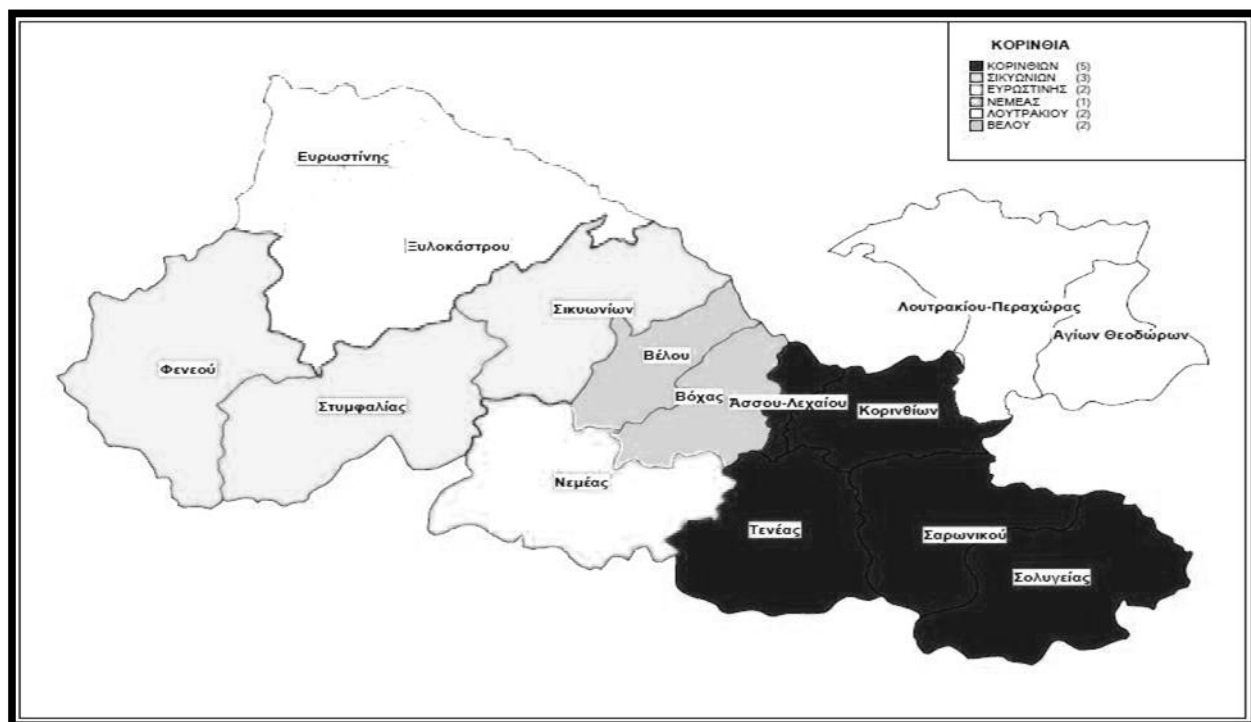 ΚΟΡΙΝΘΙΑ
ΚΟΡΙΝΘΙΩΝ (5)
ΣΙΚΥΩΝΙΩΝ (3)
ΕΥΡΩΣΤΙΝΗΣ (2)
ΝΕΜΕΑΣ (1)
ΛΟΥΤΡΑΚΙΟΥ (2)
ΒΕΛΟΥ (2)
Ευρωστίνης
Ξυλοκάστρου
Σικυωνίων
Λουτρακίου-Περαχώρας
Αγίων Θεοδώρων
Βέλου
Φενεού
Στυμφαλίας
Βόχας
Άσσου-Λεχαίου
Κορινθίων
Νεμέας
Τενέας
Σαρωνικού
Σολυγείας